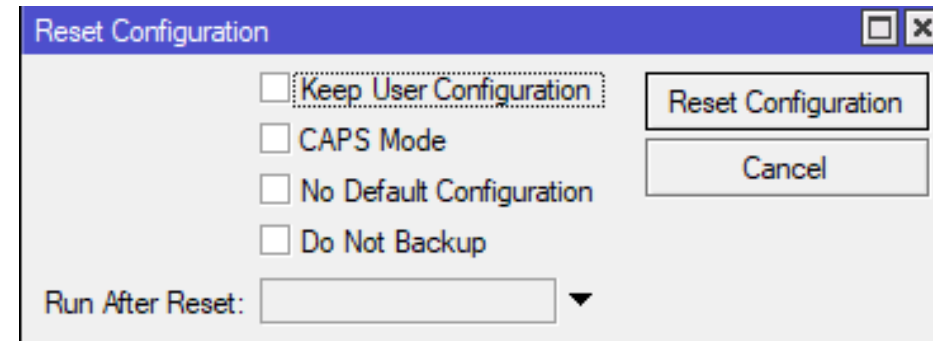 Reset Configuration
Keep User Configuration
Reset Configuration
CAPS Mode
Cancel
No Default Configuration
Do Not Backup
Run After Reset: